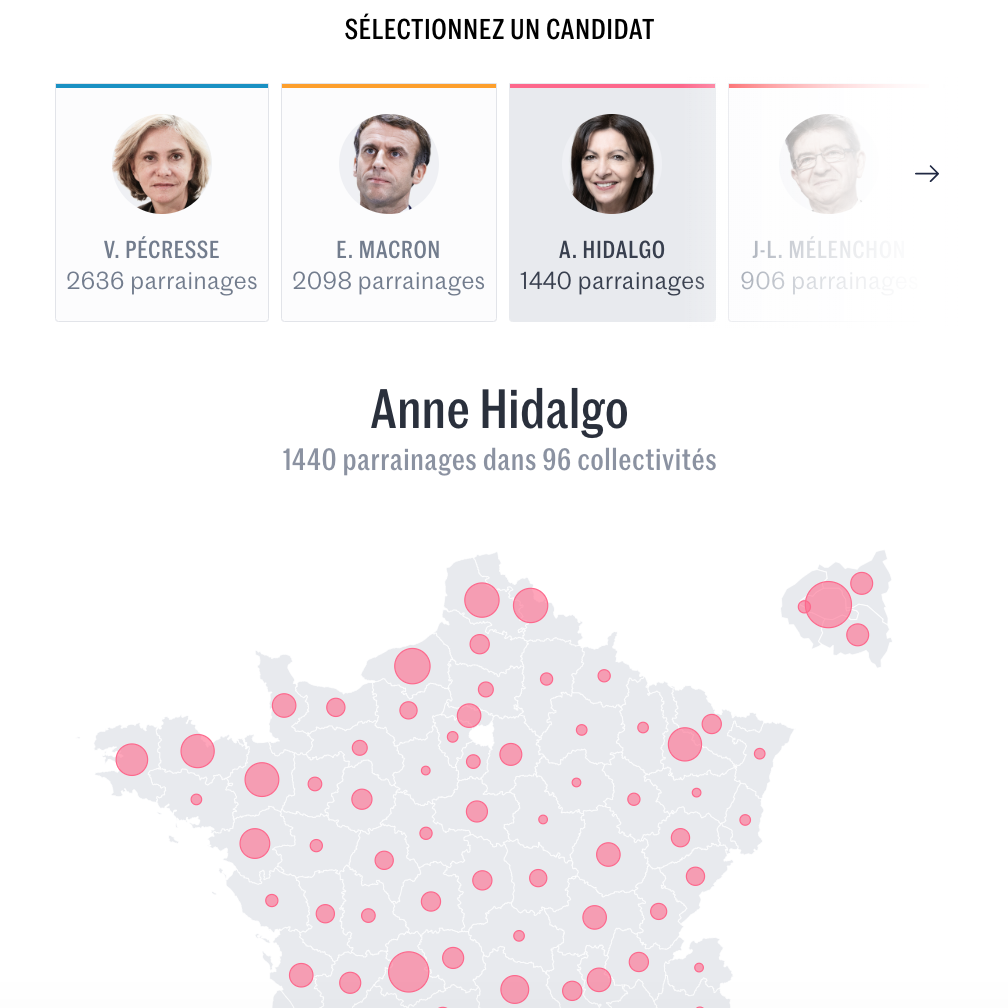 SÉLECTIONNEZ UN CANDIDAT
V. PÉCRESSE
2636 parrainages
E. MACRON
2098 parrainages
A. HIDALGO
1440 parrainages
J-L. MÉLENCHON
906 parrainages
Anne Hidalgo
1440 parrainages dans 96 collectivités